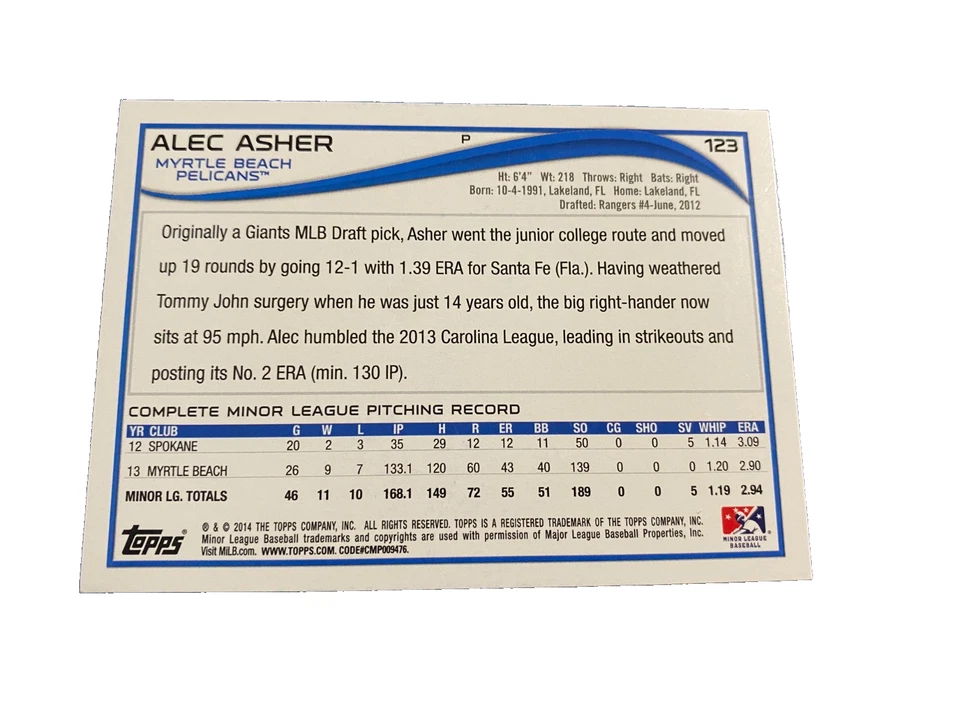 ALEC ASHER P 123
MYRTLE BEACH
PELICANS™
Ht: 6'4" Wt: 218 Throws: Right Bats: Right
Born: 10-4-1991, Lakeland, FL Home: Lakeland, FL
Drafted: Rangers #4-June, 2012
Originally a Giants MLB Draft pick, Asher went the junior college route and moved
up 19 rounds by going 12-1 with 1.39 ERA for Santa Fe (Fla.). Having weathered
Tommy John surgery when he was just 14 years old, the big right-hander now
sits at 95 mph. Alec humbled the 2013 Carolina League, leading in strikeouts and
posting its No. 2 ERA (min. 130 IP).
COMPLETE MINOR LEAGUE PITCHING RECORD
YR CLUB G W L IP H R ER BB SO CG SHO SV WHIP ERA
12 SPOKANE 20 2 3 35 29 12 12 11 50 0 0 5 1.14 3.09
13 MYRTLE BEACH 26 9 7 133.1 120 60 43 40 139 0 0 0 1.20 2.90
MINOR LG. TOTALS 46 11 10 168.1 149 72 55 51 189 0 0 5 1.19 2.94
Topps®
® & © 2014 THE TOPPS COMPANY, INC. ALL RIGHTS RESERVED. TOPPS IS A REGISTERED TRADEMARK OF THE TOPPS COMPANY, INC.
Minor League Baseball trademarks and copyrights are used with permission of Major League Baseball Properties, Inc.
Visit MiLB.com. WWW.TOPPS.COM. CODE#CMP009476.
MINOR LEAGUE
BASEBALL